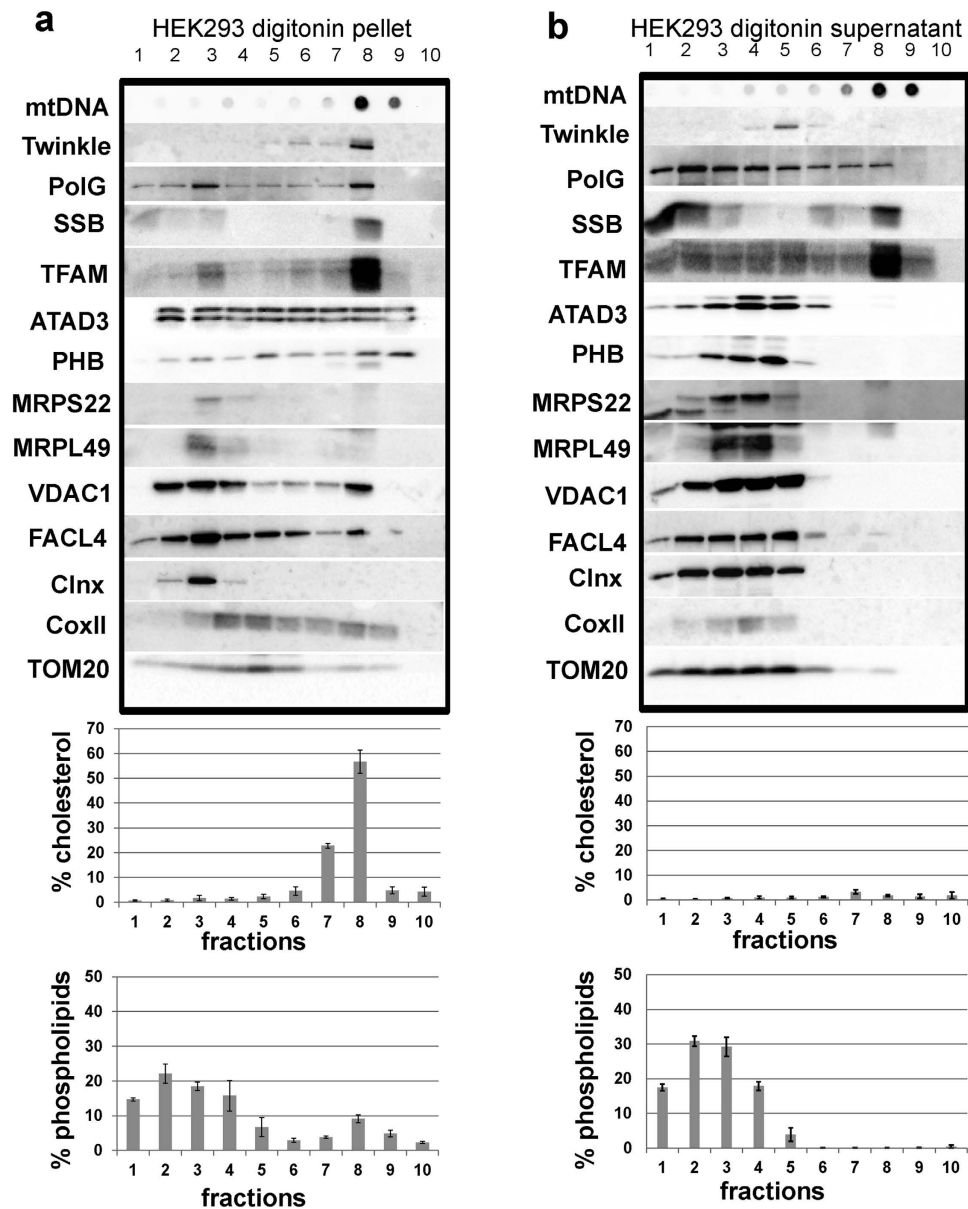 a
HEK293 digitonin pellet
1 2 3 4 5 6 7 8 9 10
mtDNA
Twinkle
PolG
SSB
TFAM
ATAD3
PHB
MRPS22
MRPL49
VDAC1
FACL4
Clnx
CoxII
TOM20
% cholesterol
70
60
50
40
30
20
10
0
1 2 3 4 5 6 7 8 9 10
fractions
% phospholipids
50
40
30
20
10
0
1 2 3 4 5 6 7 8 9 10
fractions
b
HEK293 digitonin supernatant
1 2 3 4 5 6 7 8 9 10
mtDNA
Twinkle
PolG
SSB
TFAM
ATAD3
PHB
MRPS22
MRPL49
VDAC1
FACL4
Clnx
CoxII
TOM20
% cholesterol
70
60
50
40
30
20
10
0
1 2 3 4 5 6 7 8 9 10
fractions
% phospholipids
50
40
30
20
10
0
1 2 3 4 5 6 7 8 9 10
fractions